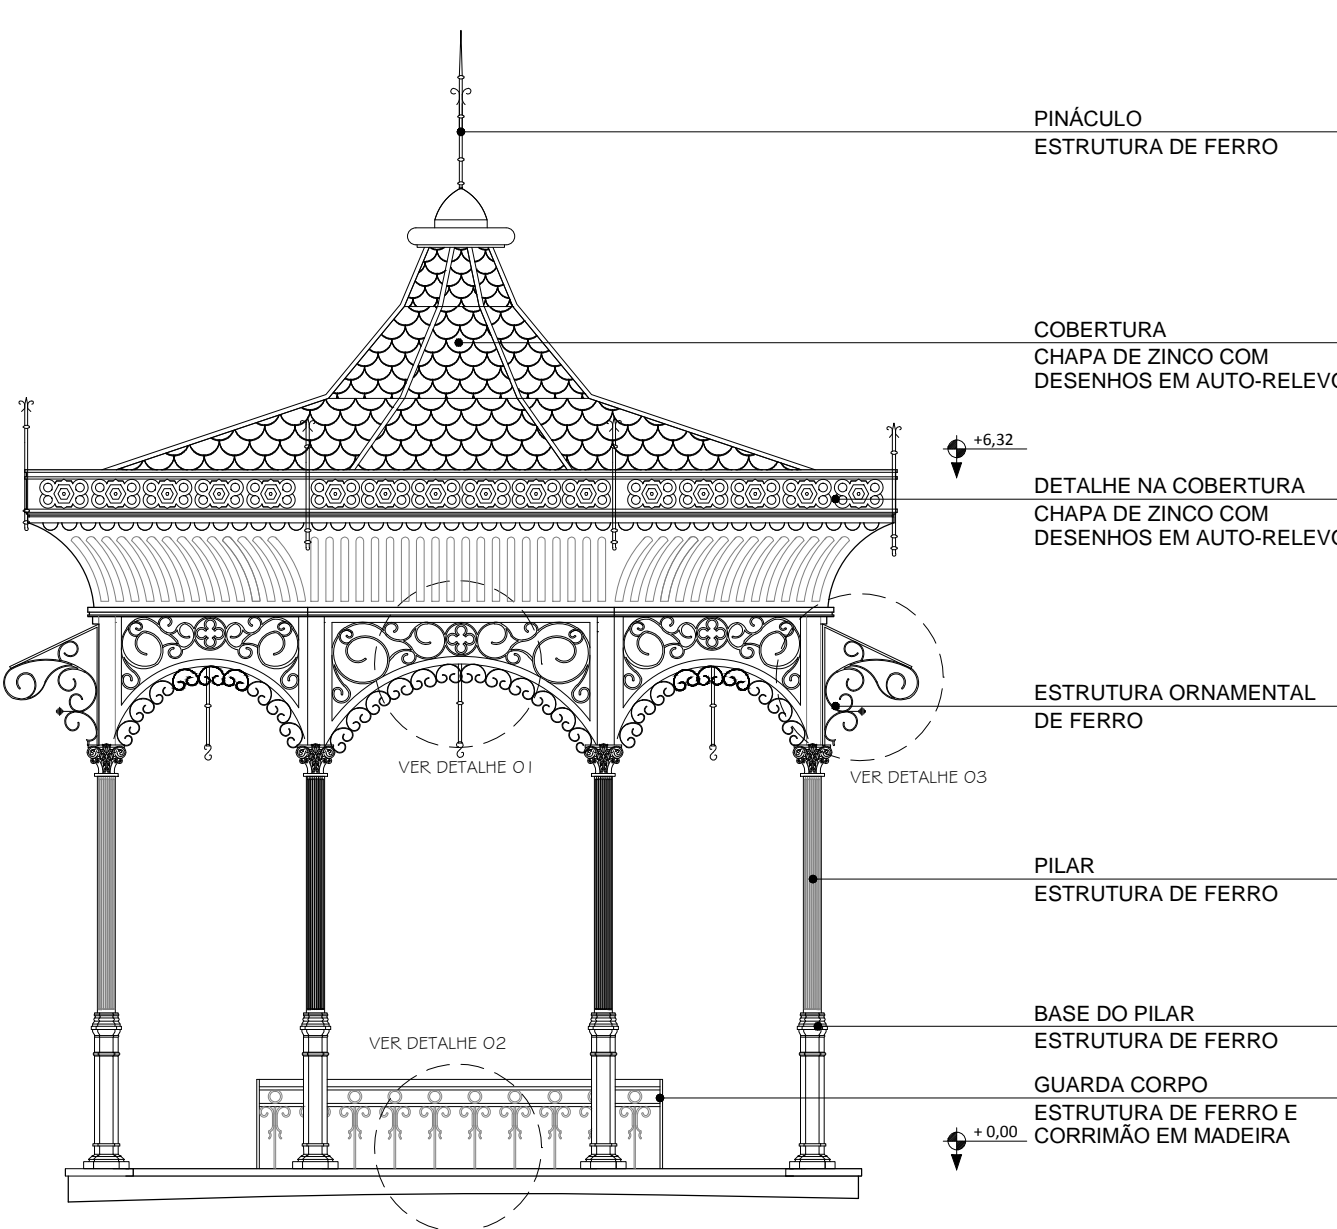 PINÁCULO
ESTRUTURA DE FERRO
COBERTURA
CHAPA DE ZINCO COM
DESENHOS EM AUTO-RELEVO
+6,32
DETALHE NA COBERTURA
CHAPA DE ZINCO COM
DESENHOS EM AUTO-RELEVO
ESTRUTURA ORNAMENTAL
DE FERRO
VER DETALHE 01
VER DETALHE 03
PILAR
ESTRUTURA DE FERRO
BASE DO PILAR
ESTRUTURA DE FERRO
VER DETALHE 02
GUARDA CORPO
ESTRUTURA DE FERRO E
CORRIMÃO EM MADEIRA
+ 0,00